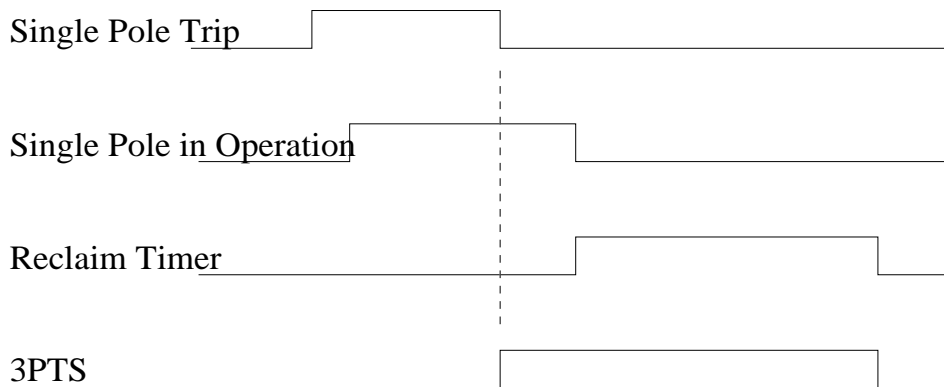 Single Pole Trip
Single Pole in Operation
Reclaim Timer
3PTS